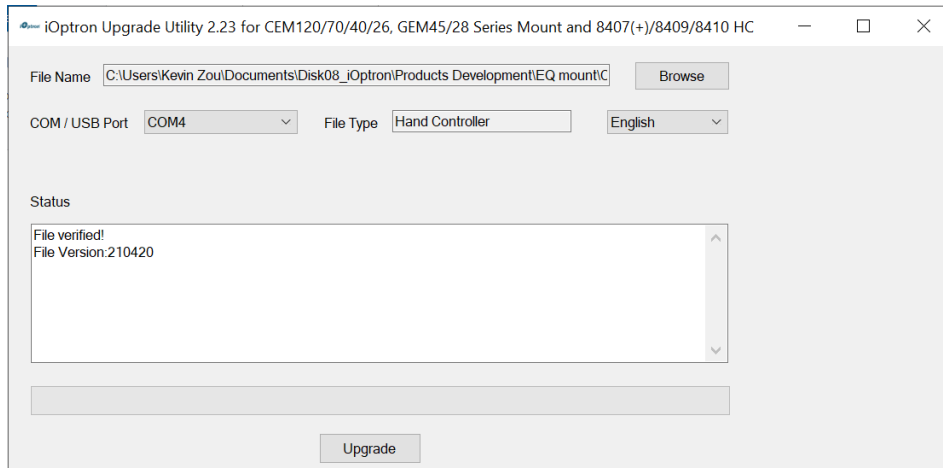 iOptron iOptron Upgrade Utility 2.23 for CEM120/70/40/26, GEM45/28 Series Mount and 8407(+)/8409/8410 HC
File Name C:\Users\Kevin Zou\Documents\Disk08_iOptron\Products Development\EQ mount\C Browse
COM / USB Port COM4 File Type Hand Controller English
Status
File verified!
File Version:210420
Upgrade